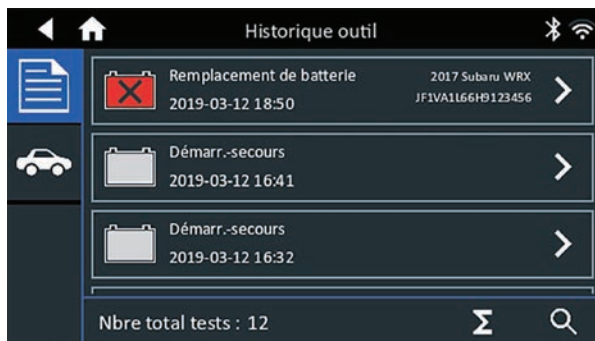 Historique outil
Remplacement de batterie
2017 Subaru WRX
2019-03-12 18:50
JF1VA1L66H9123456
Démarr.-secours
2019-03-12 16:41
Démarr.-secours
2019-03-12 16:32
Nbre total tests : 12
Σ